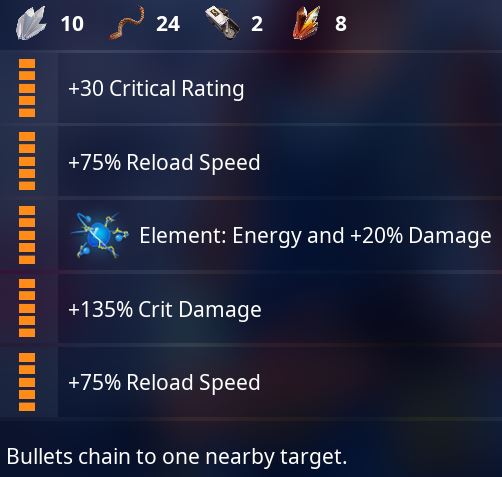 10 24 2 8
+30 Critical Rating
+75% Reload Speed
Element: Energy and +20% Damage
+135% Crit Damage
+75% Reload Speed
Bullets chain to one nearby target.